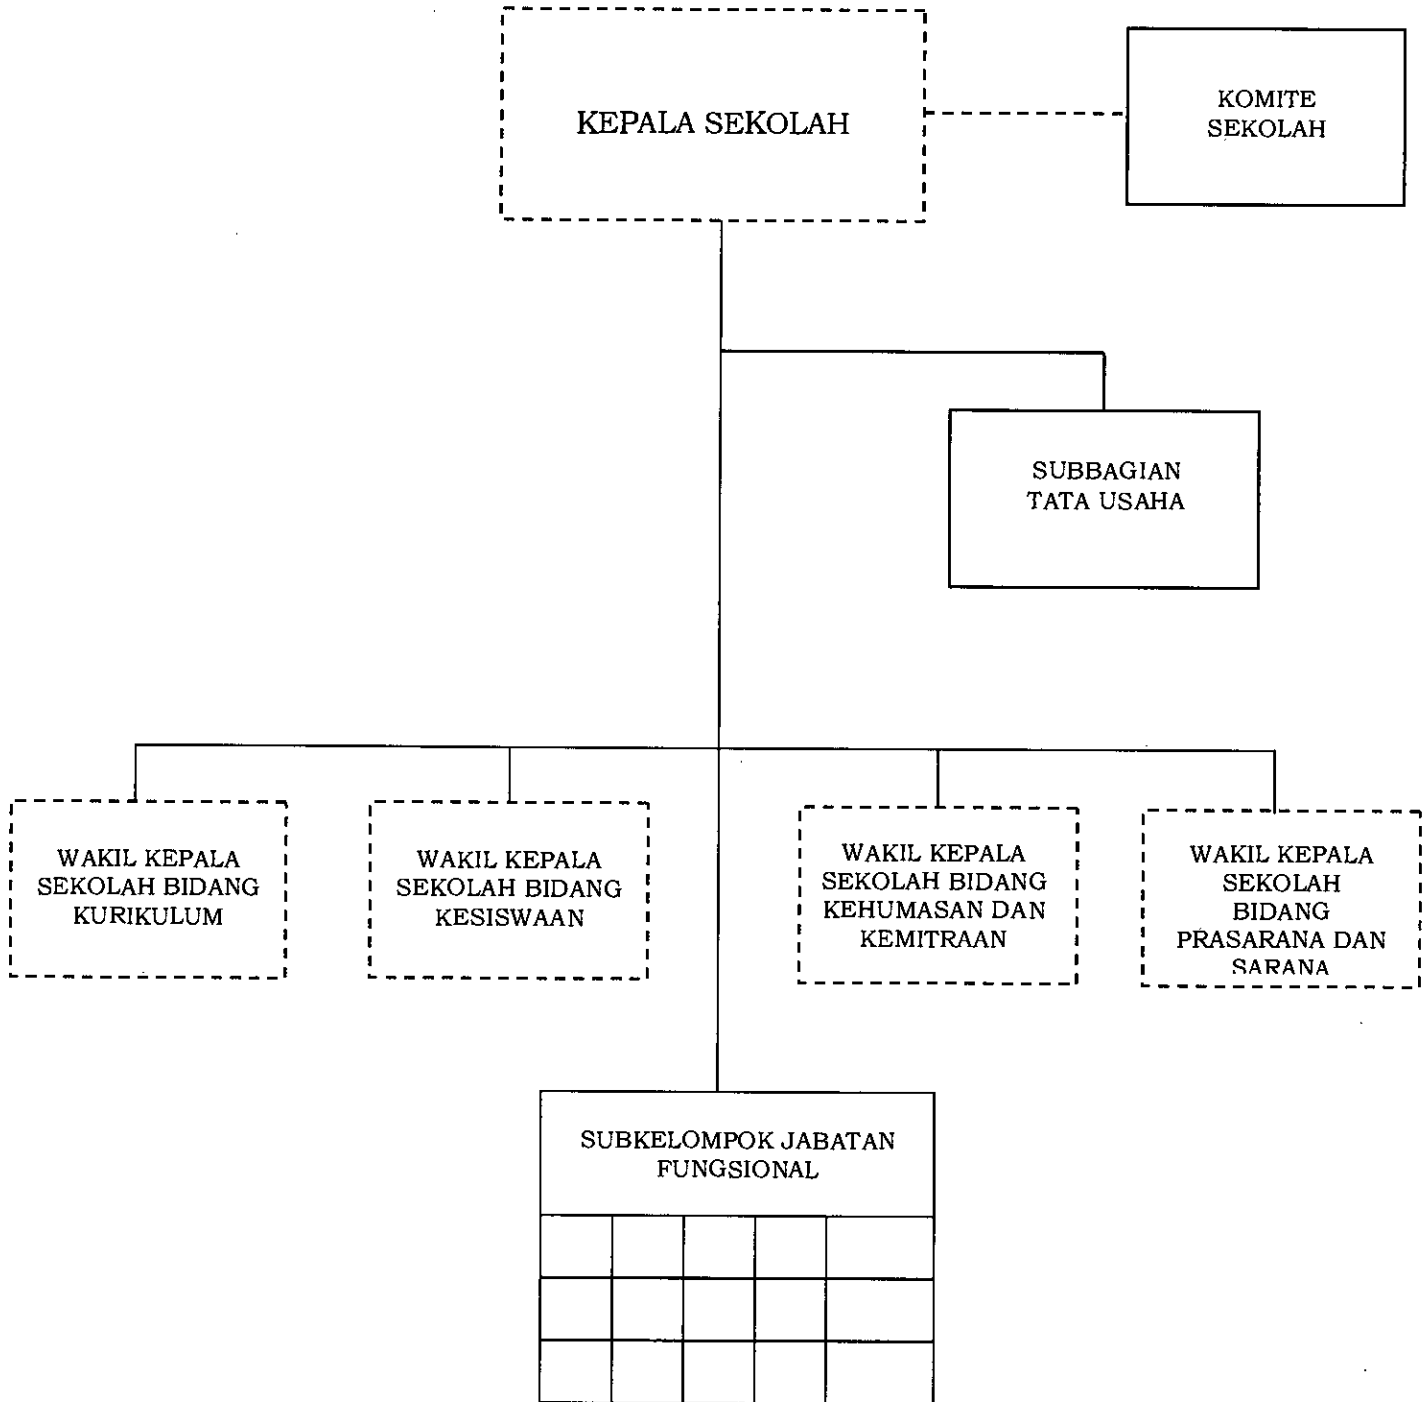 KEPALA SEKOLAH
KOMITE
SEKOLAH
SUBBAGIAN
TATA USAHA
WAKIL KEPALA
SEKOLAH BIDANG
KURIKULUM
WAKIL KEPALA
SEKOLAH BIDANG
KESISWAAN
WAKIL KEPALA
SEKOLAH BIDANG
KEHUMASAN DAN
KEMITRAAN
WAKIL KEPALA
SEKOLAH
BIDANG
PRASARANA DAN
SARANA
SUBKELOMPOK JABATAN
FUNGSIONAL